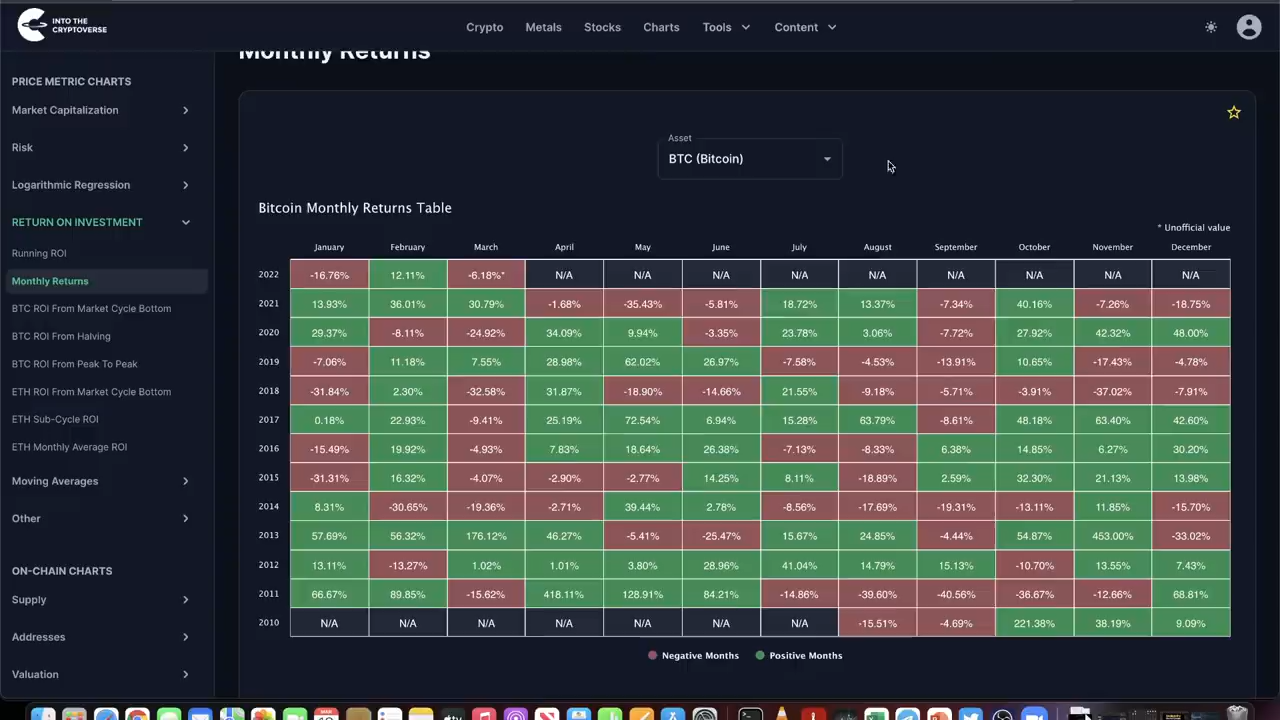 INTO THE
CRYPTOVERSE
Crypto Metals Stocks Charts Tools Content
Monthly Returns
PRICE METRIC CHARTS
Market Capitalization
Risk
Logarithmic Regression
RETURN ON INVESTMENT
Running ROI
Monthly Returns
BTC ROI From Market Cycle Bottom
BTC ROI From Halving
BTC ROI From Peak To Peak
ETH ROI From Market Cycle Bottom
ETH Sub-Cycle ROI
ETH Monthly Average ROI
Moving Averages
Other
ON-CHAIN CHARTS
Supply
Addresses
Valuation
Asset
BTC (Bitcoin)
Bitcoin Monthly Returns Table
* Unofficial value
January February March April May June July August September October November December
2022 -16.76% 12.11% -6.18%* N/A N/A N/A N/A N/A N/A N/A N/A N/A
2021 13.93% 36.01% 30.79% -1.68% -35.43% -5.81% 18.72% 13.37% -7.34% 40.16% -7.26% -18.75%
2020 29.37% -8.11% -24.92% 34.09% 9.94% -3.35% 23.78% 3.06% -7.72% 27.92% 42.32% 48.00%
2019 -7.06% 11.18% 7.55% 28.98% 62.02% 26.97% -7.58% -4.53% -13.91% 10.65% -17.43% -4.78%
2018 -31.84% 2.30% -32.58% 31.87% -18.90% -14.66% 21.55% -9.18% -5.71% -3.91% -37.02% -7.91%
2017 0.18% 22.93% -9.41% 25.19% 72.54% 6.94% 15.28% 63.79% -8.61% 48.18% 63.40% 42.60%
2016 -15.49% 19.92% -4.93% 7.83% 18.64% 26.38% -7.13% -8.33% 6.38% 14.85% 6.27% 30.20%
2015 -31.31% 16.32% -4.07% -2.90% -2.77% 14.25% 8.11% -18.89% 2.59% 32.30% 21.13% 13.98%
2014 8.31% -30.65% -19.36% -2.71% 39.44% 2.78% -8.56% -17.69% -19.31% -13.11% 11.85% -15.70%
2013 57.69% 56.32% 176.12% 46.27% -5.41% -25.47% 15.67% 24.85% -4.44% 54.87% 453.00% -33.02%
2012 13.11% -13.27% 1.02% 1.01% 3.80% 28.96% 41.04% 14.79% 15.13% -10.70% 13.55% 7.43%
2011 66.67% 89.85% -15.62% 418.11% 128.91% 84.21% -14.86% -39.60% -40.56% -36.67% -12.66% 68.81%
2010 N/A N/A N/A N/A N/A N/A N/A -15.51% -4.69% 221.38% 38.19% 9.09%
Negative Months Positive Months